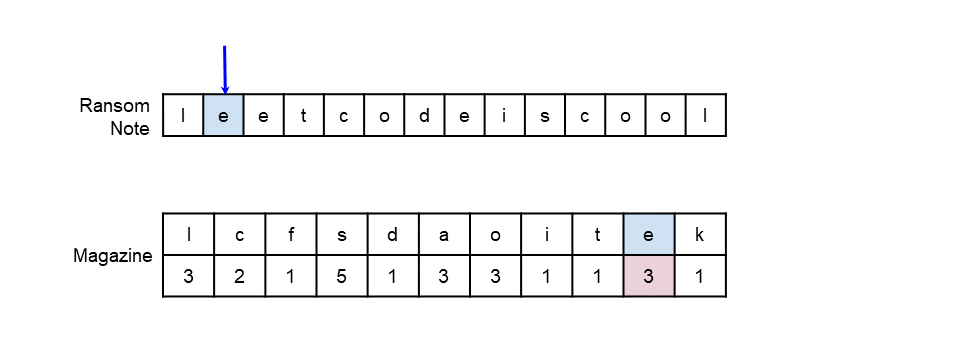 Ransom
Note
l e e t c o d e i s c o o l
Magazine
l c f s d a o i t e k
3 2 1 5 1 3 3 1 1 3 1